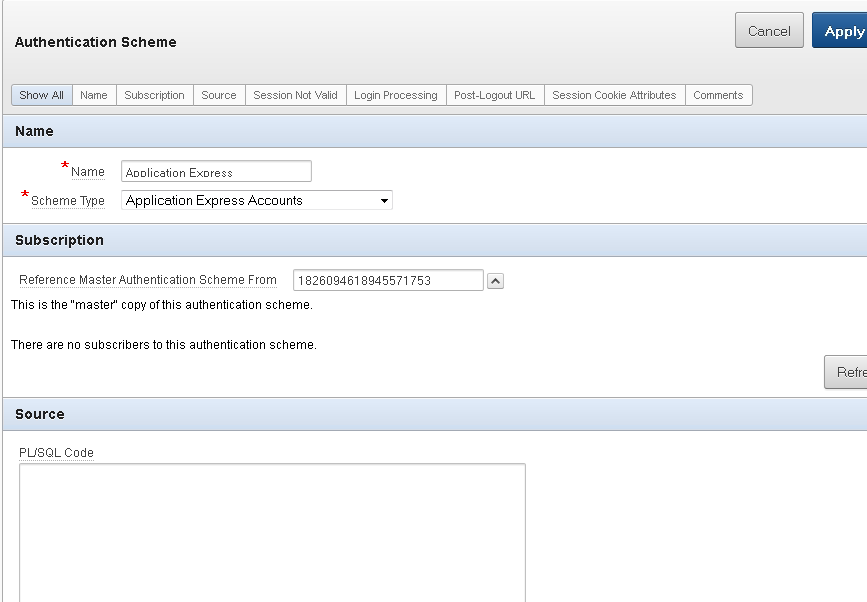 Authentication Scheme
Cancel
Apply
Show All
Name
Subscription
Source
Session Not Valid
Login Processing
Post-Logout URL
Session Cookie Attributes
Comments
Name
* Name Application Express
* Scheme Type Application Express Accounts
Subscription
Reference Master Authentication Scheme From 1826094618945571753
This is the "master" copy of this authentication scheme.
There are no subscribers to this authentication scheme.
Refre
Source
PL/SQL Code